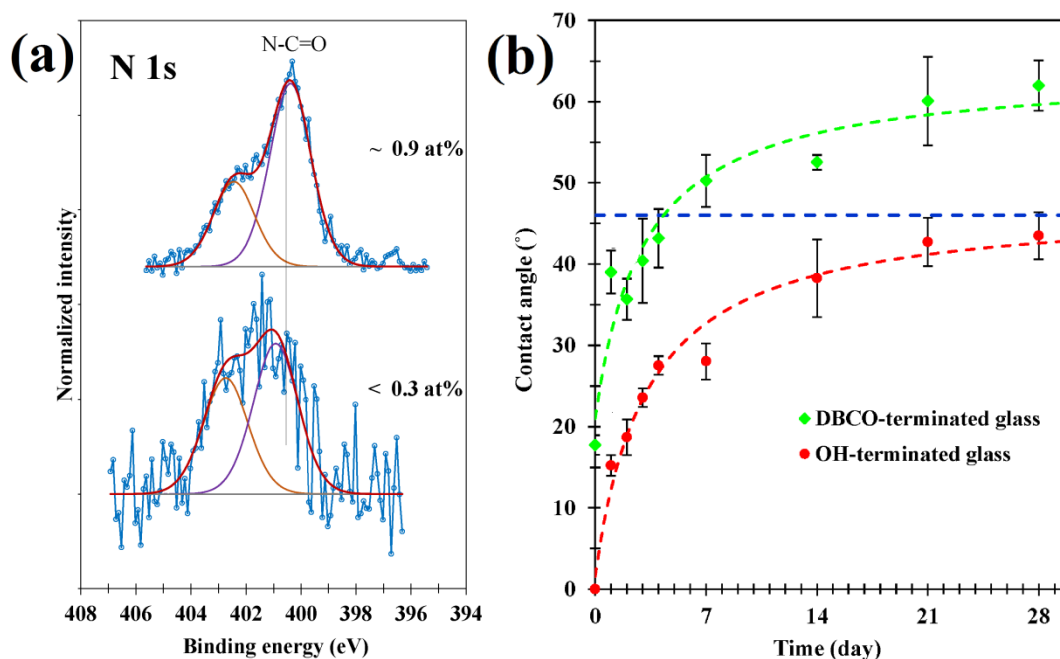 (a)
N 1s
N-C=O
~ 0.9 at%
< 0.3 at%
Normalized intensity
408 406 404 402 400 398 396 394
Binding energy (eV)
(b)
70
60
50
40
30
20
10
0
Contact angle (°)
DBCO-terminated glass
OH-terminated glass
0 7 14 21 28
Time (day)